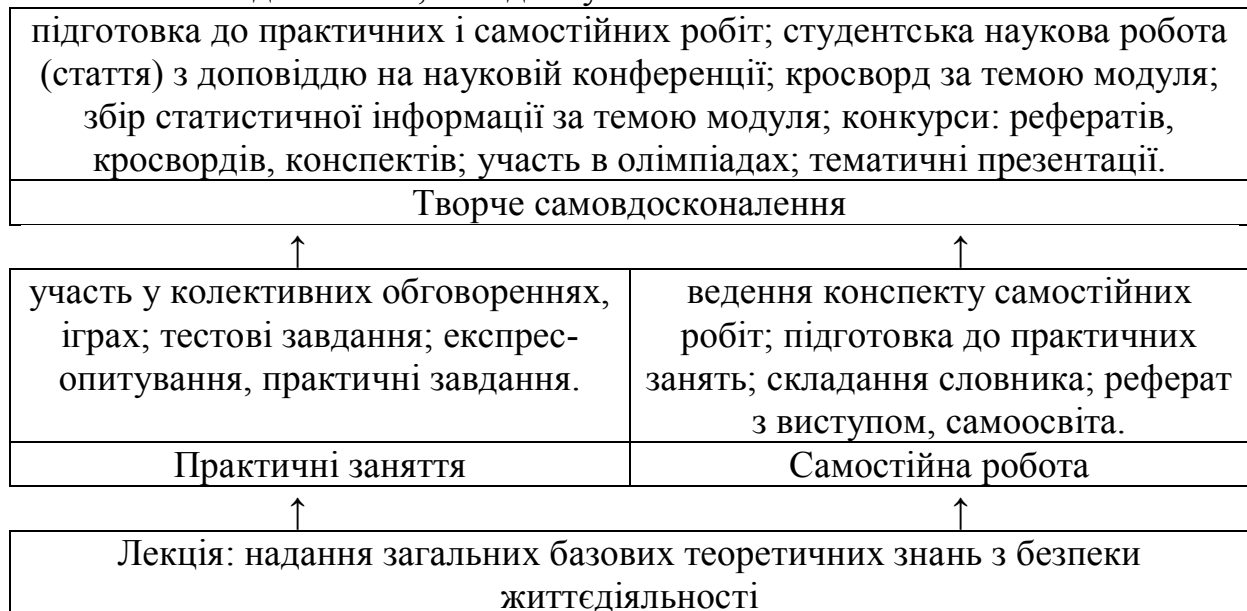 підготовка до практичних і самостійних робіт; студентська наукова робота
(стаття) з доповіддю на науковій конференції; кросворд за темою модуля;
збір статистичної інформації за темою модуля; конкурси: рефератів,
кросвордів, конспектів; участь в олімпіадах; тематичні презентації.
Творче самовдосконалення
↑ ↑
участь у колективних обговореннях,
іграх; тестові завдання; експрес-
опитування, практичні завдання.
Практичні заняття
ведення конспекту самостійних
робіт; підготовка до практичних
занять; складання словника; реферат
з виступом, самоосвіта.
Самостійна робота
↑ ↑
Лекція: надання загальних базових теоретичних знань з безпеки
життєдіяльності